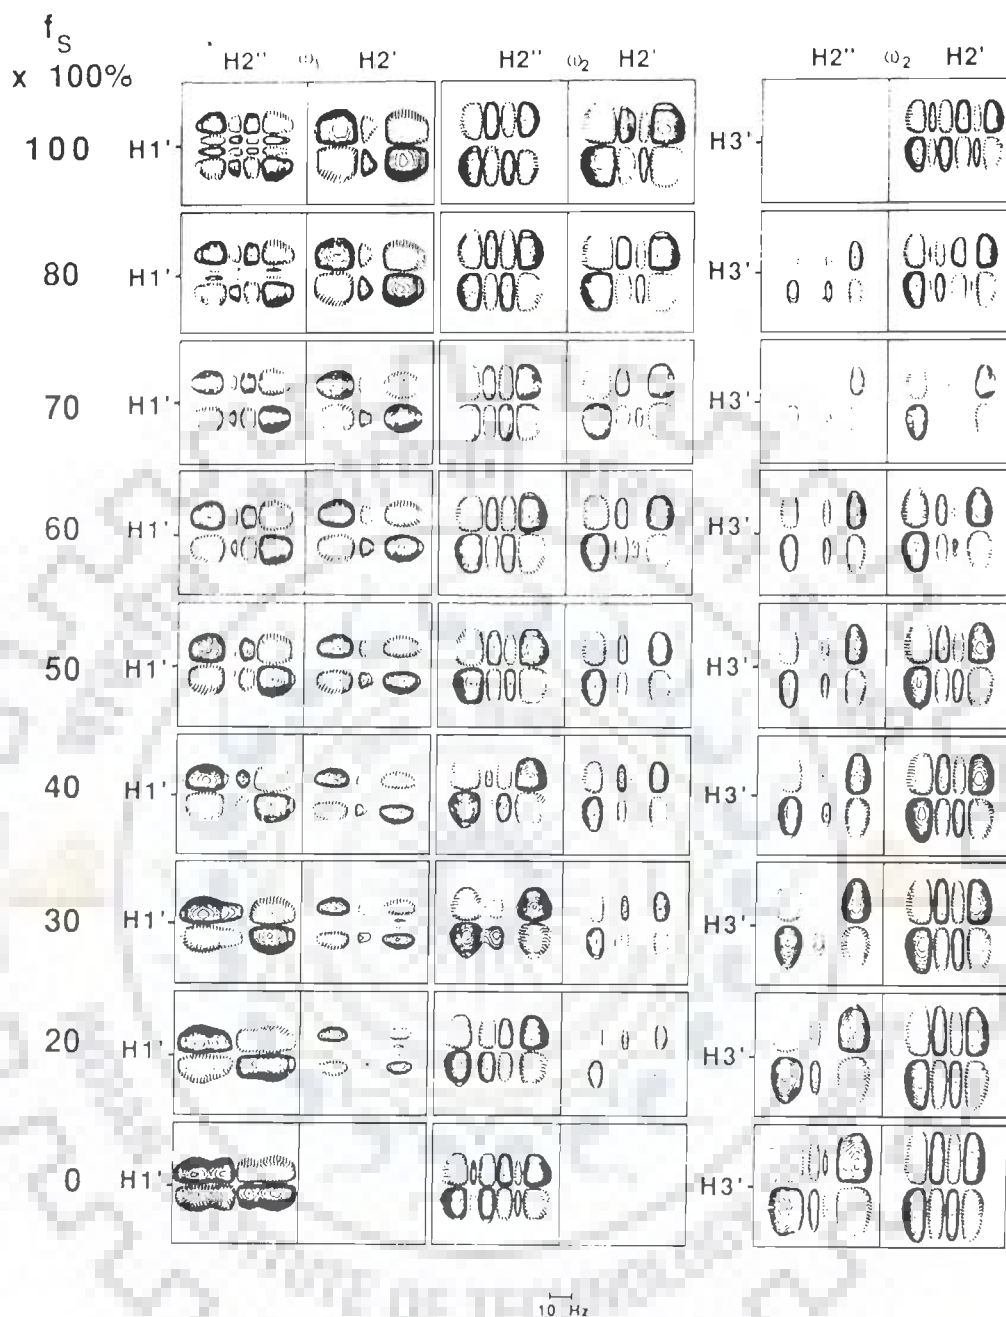 fS
x 100%
H2'' ω1 H2' H2'' ω2 H2' H2'' ω2 H2'
100 H1' H3'
80 H1' H3'
70 H1' H3'
60 H1' H3'
50 H1' H3'
40 H1' H3'
30 H1' H3'
20 H1' H3'
0 H1' H3'
10 Hz